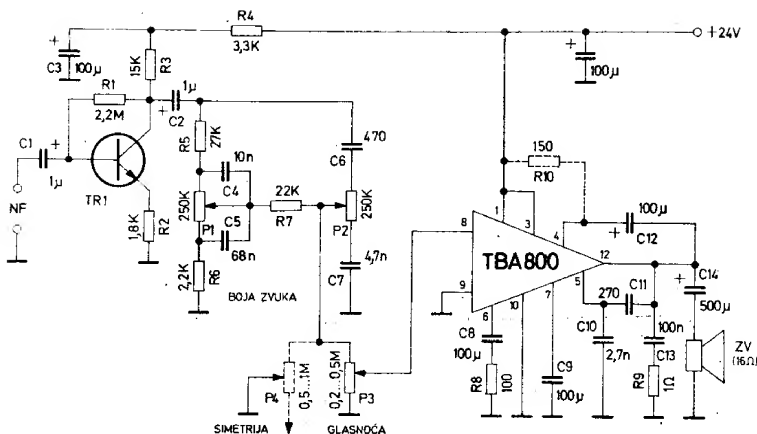 R4
3,3K
+24V
C3
100µ
15K
R3
+
100µ
R1
2,2M
1µ
C2
C1
1µ
NF
TR1
1,8K
R2
R5
27K
10n
C4
250K
P1
C5
68n
2,2K
R6
22K
R7
470
C6
250K
P2
4,7n
C7
BOJA ZVUKA
150
R10
1
3
8
4
100µ
C12
TBA800
12
9
6
10
7
5
C11
270
C14
500µ
C8
100µ
R8
100
C9
100µ
C10
2,7n
100n
C13
R9
1Ω
ZV
(16Ω)
P4
0,5...1M
0,2...0,5M
P3
SIMETRIJA
GLASNOĆA